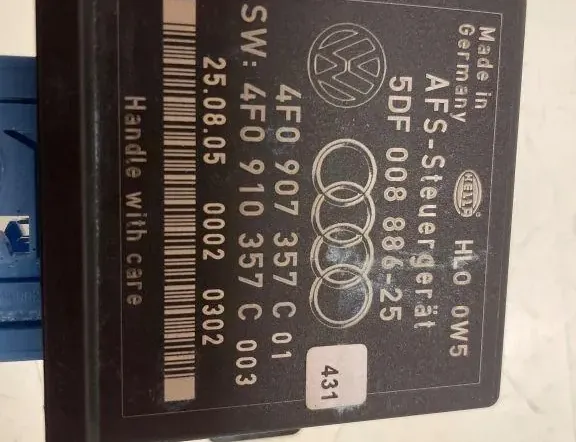 Made in
Germany
HELLA
HLO 0W5
AFS-Steuergerät
5DF 008 886-25
431
4F0 907 357 C 01
SW: 4F0 910 357 C 003
25.08.05 0002 0302
Handle with care